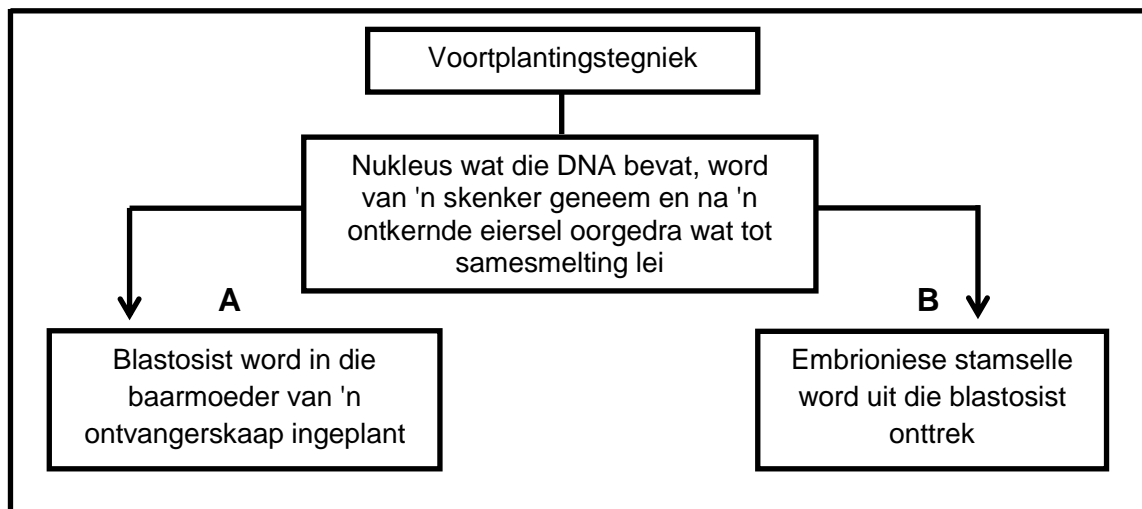 Voortplantingstegniek
Nukleus wat die DNA bevat, word
van 'n skenker geneem en na 'n
ontkernde eiersel oorgedra wat tot
samesmelting lei
A
B
Blastosist word in die
baarmoeder van 'n
ontvangerskaap ingeplant
Embrioniese stamselle
word uit die blastosist
onttrek